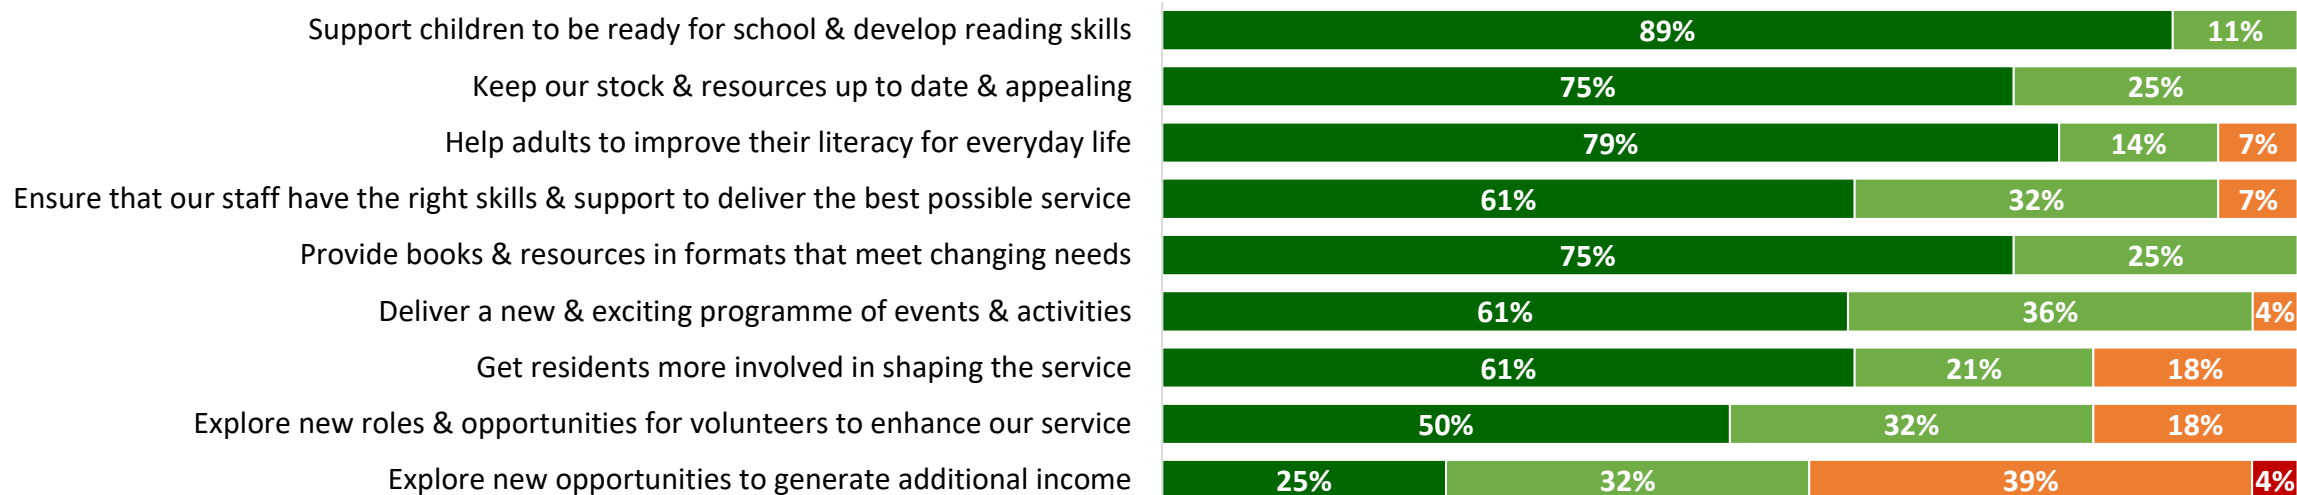 Support children to be ready for school & develop reading skills 89% 11%
Keep our stock & resources up to date & appealing 75% 25%
Help adults to improve their literacy for everyday life 79% 14% 7%
Ensure that our staff have the right skills & support to deliver the best possible service 61% 32% 7%
Provide books & resources in formats that meet changing needs 75% 25%
Deliver a new & exciting programme of events & activities 61% 36% 4%
Get residents more involved in shaping the service 61% 21% 18%
Explore new roles & opportunities for volunteers to enhance our service 50% 32% 18%
Explore new opportunities to generate additional income 25% 32% 39% 4%